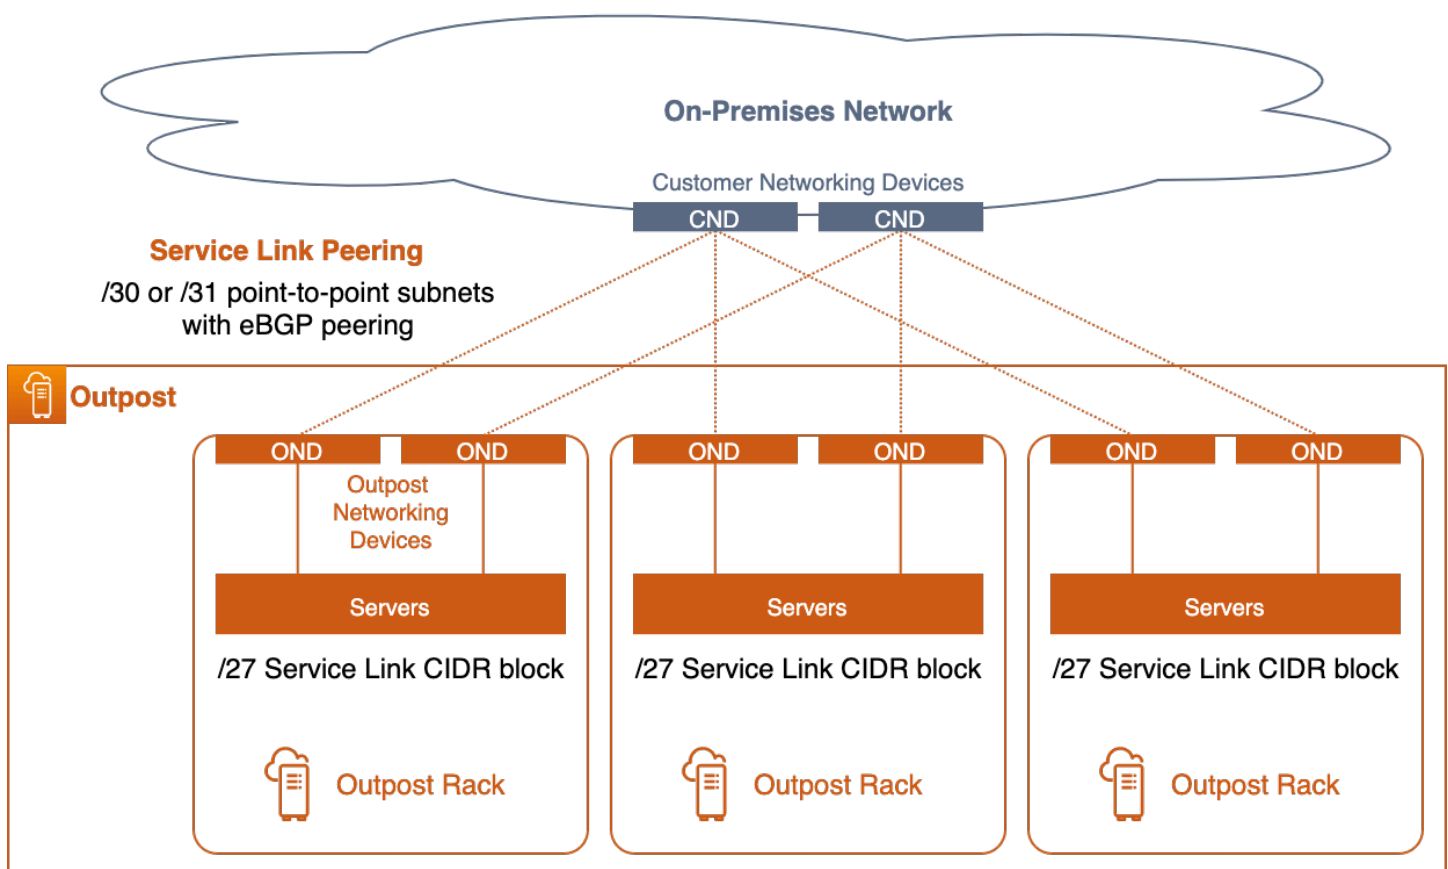 On-Premises Network
Customer Networking Devices
CND
CND
Service Link Peering
/30 or /31 point-to-point subnets
with eBGP peering
Outpost
OND
OND
OND
OND
OND
OND
Outpost
Networking
Devices
Servers
Servers
Servers
/27 Service Link CIDR block
/27 Service Link CIDR block
/27 Service Link CIDR block
Outpost Rack
Outpost Rack
Outpost Rack